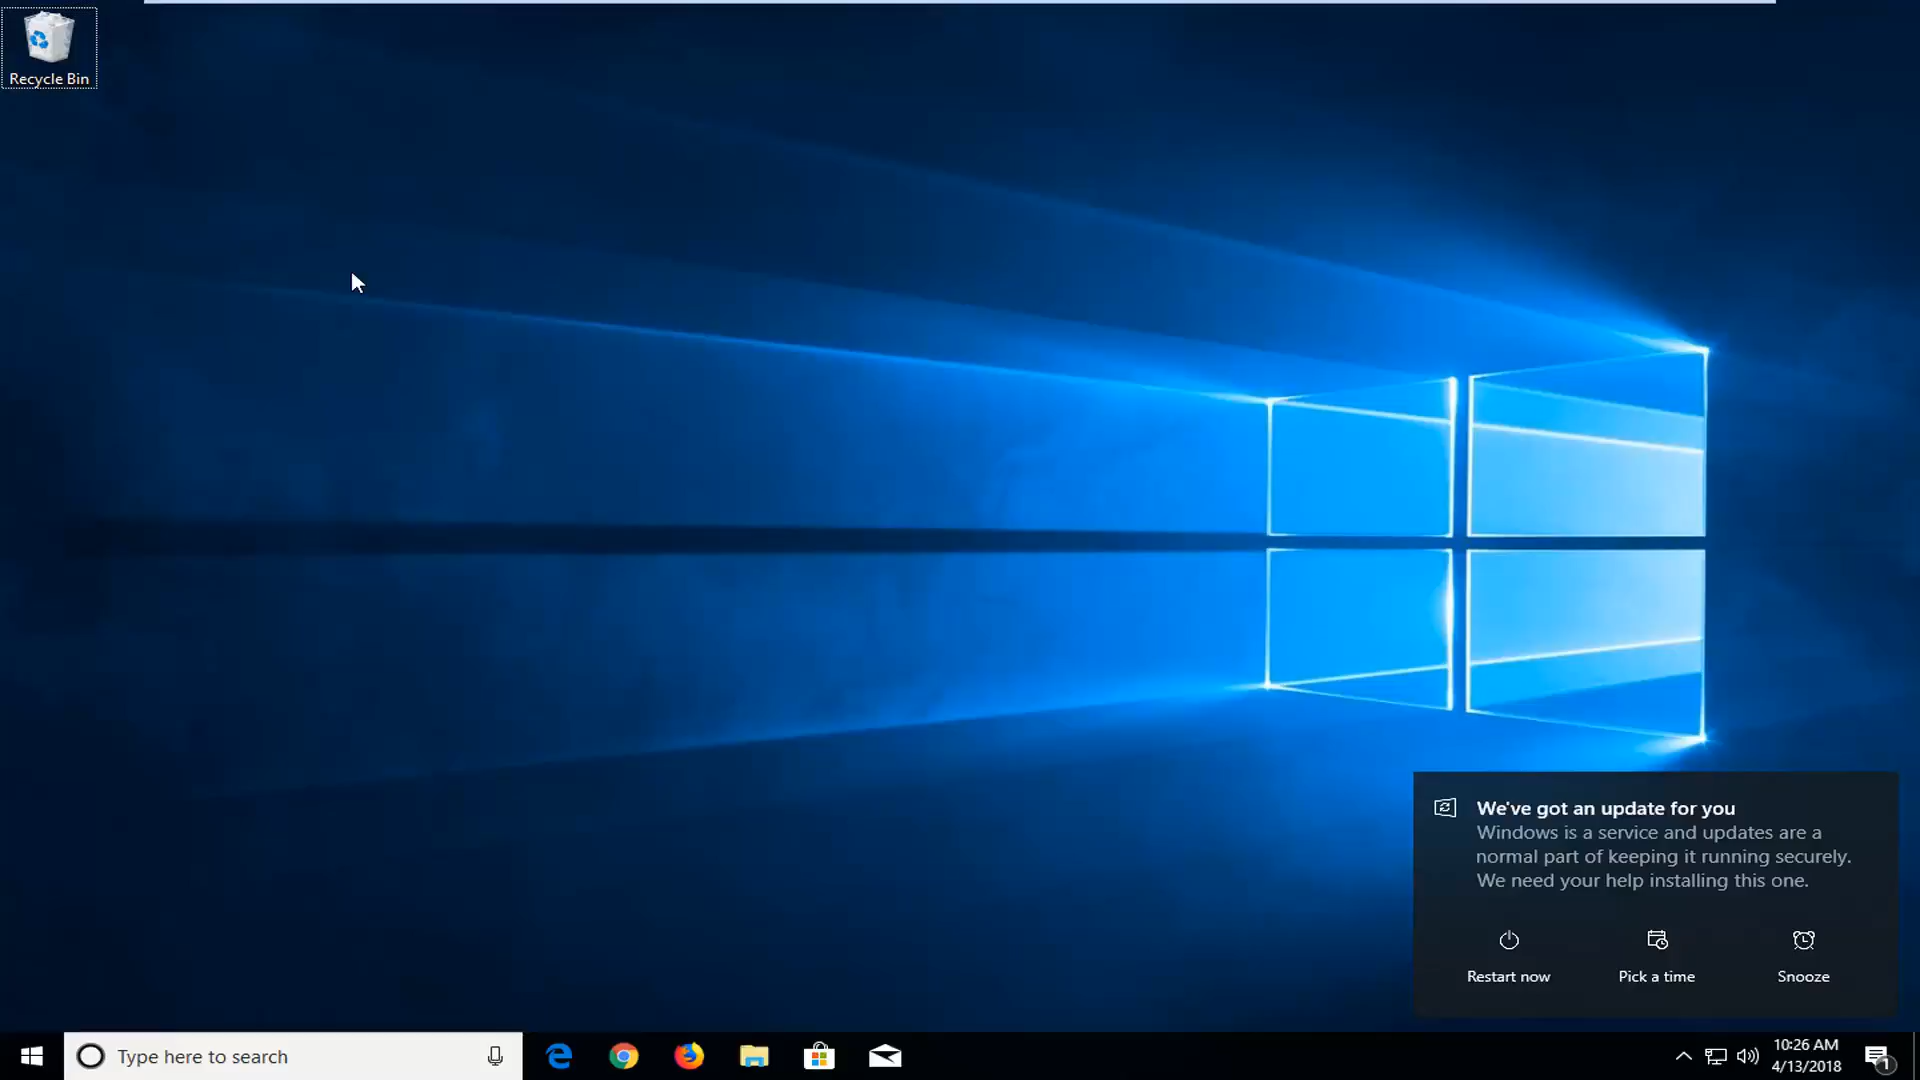 Recycle Bin
We've got an update for you
Windows is a service and updates are a
normal part of keeping it running securely.
We need your help installing this one.
Restart now
Pick a time
Snooze
Type here to search
10:26 AM
4/13/2018
1